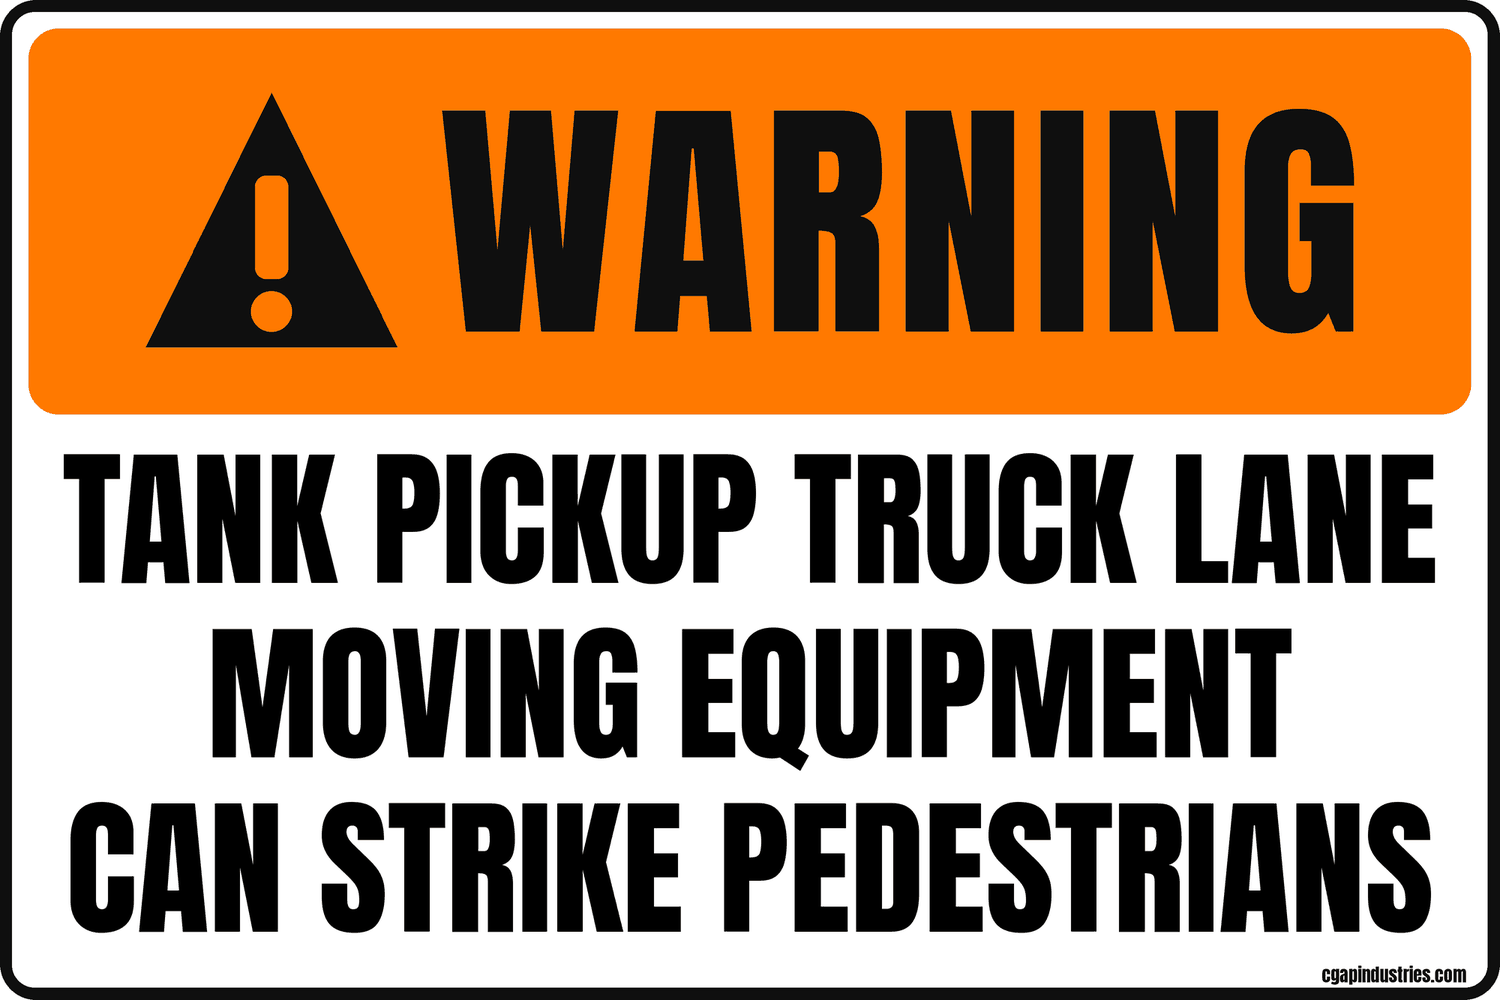 WARNING
TANK PICKUP TRUCK LANE
MOVING EQUIPMENT
CAN STRIKE PEDESTRIANS
cgapindustries.com